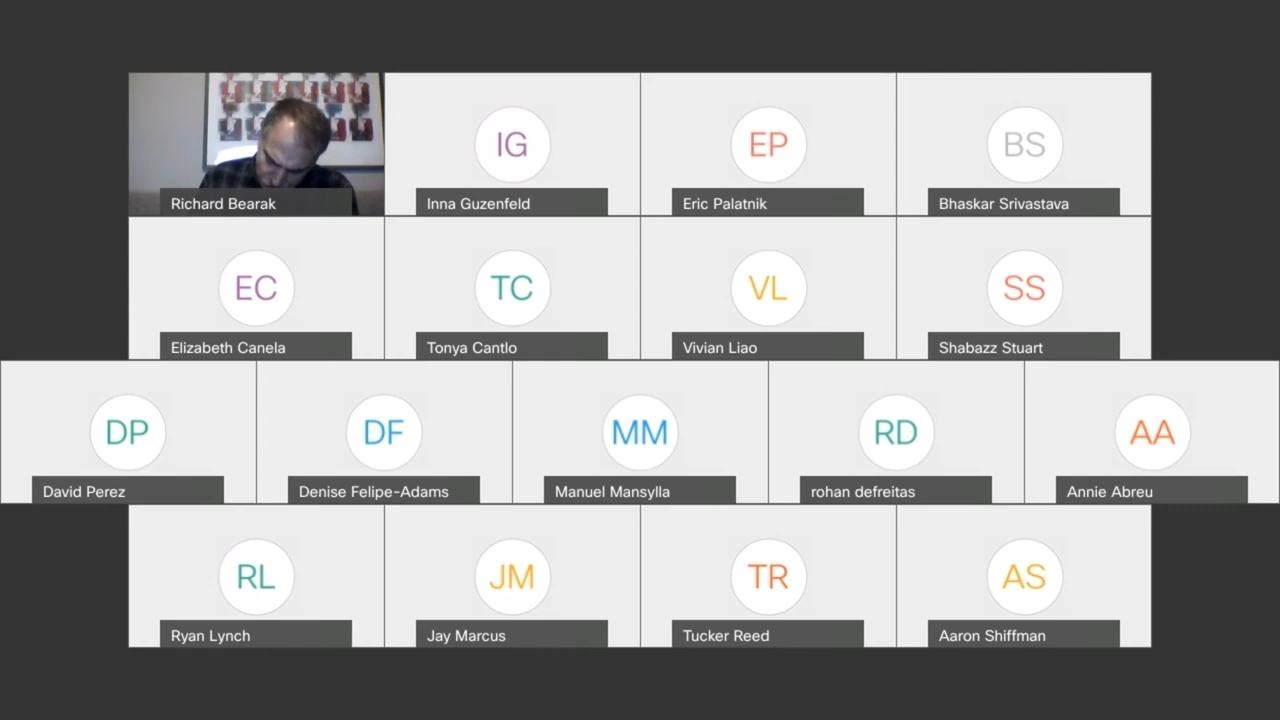 IG
EP
BS
Richard Bearak
Inna Guzenfeld
Eric Palatnik
Bhaskar Srivastava
EC
TC
VL
SS
Elizabeth Canela
Tonya Cantlo
Vivian Liao
Shabazz Stuart
DP
DF
MM
RD
AA
David Perez
Denise Felipe-Adams
Manuel Mansylla
rohan defreitas
Annie Abreu
RL
JM
TR
AS
Ryan Lynch
Jay Marcus
Tucker Reed
Aaron Shiffman